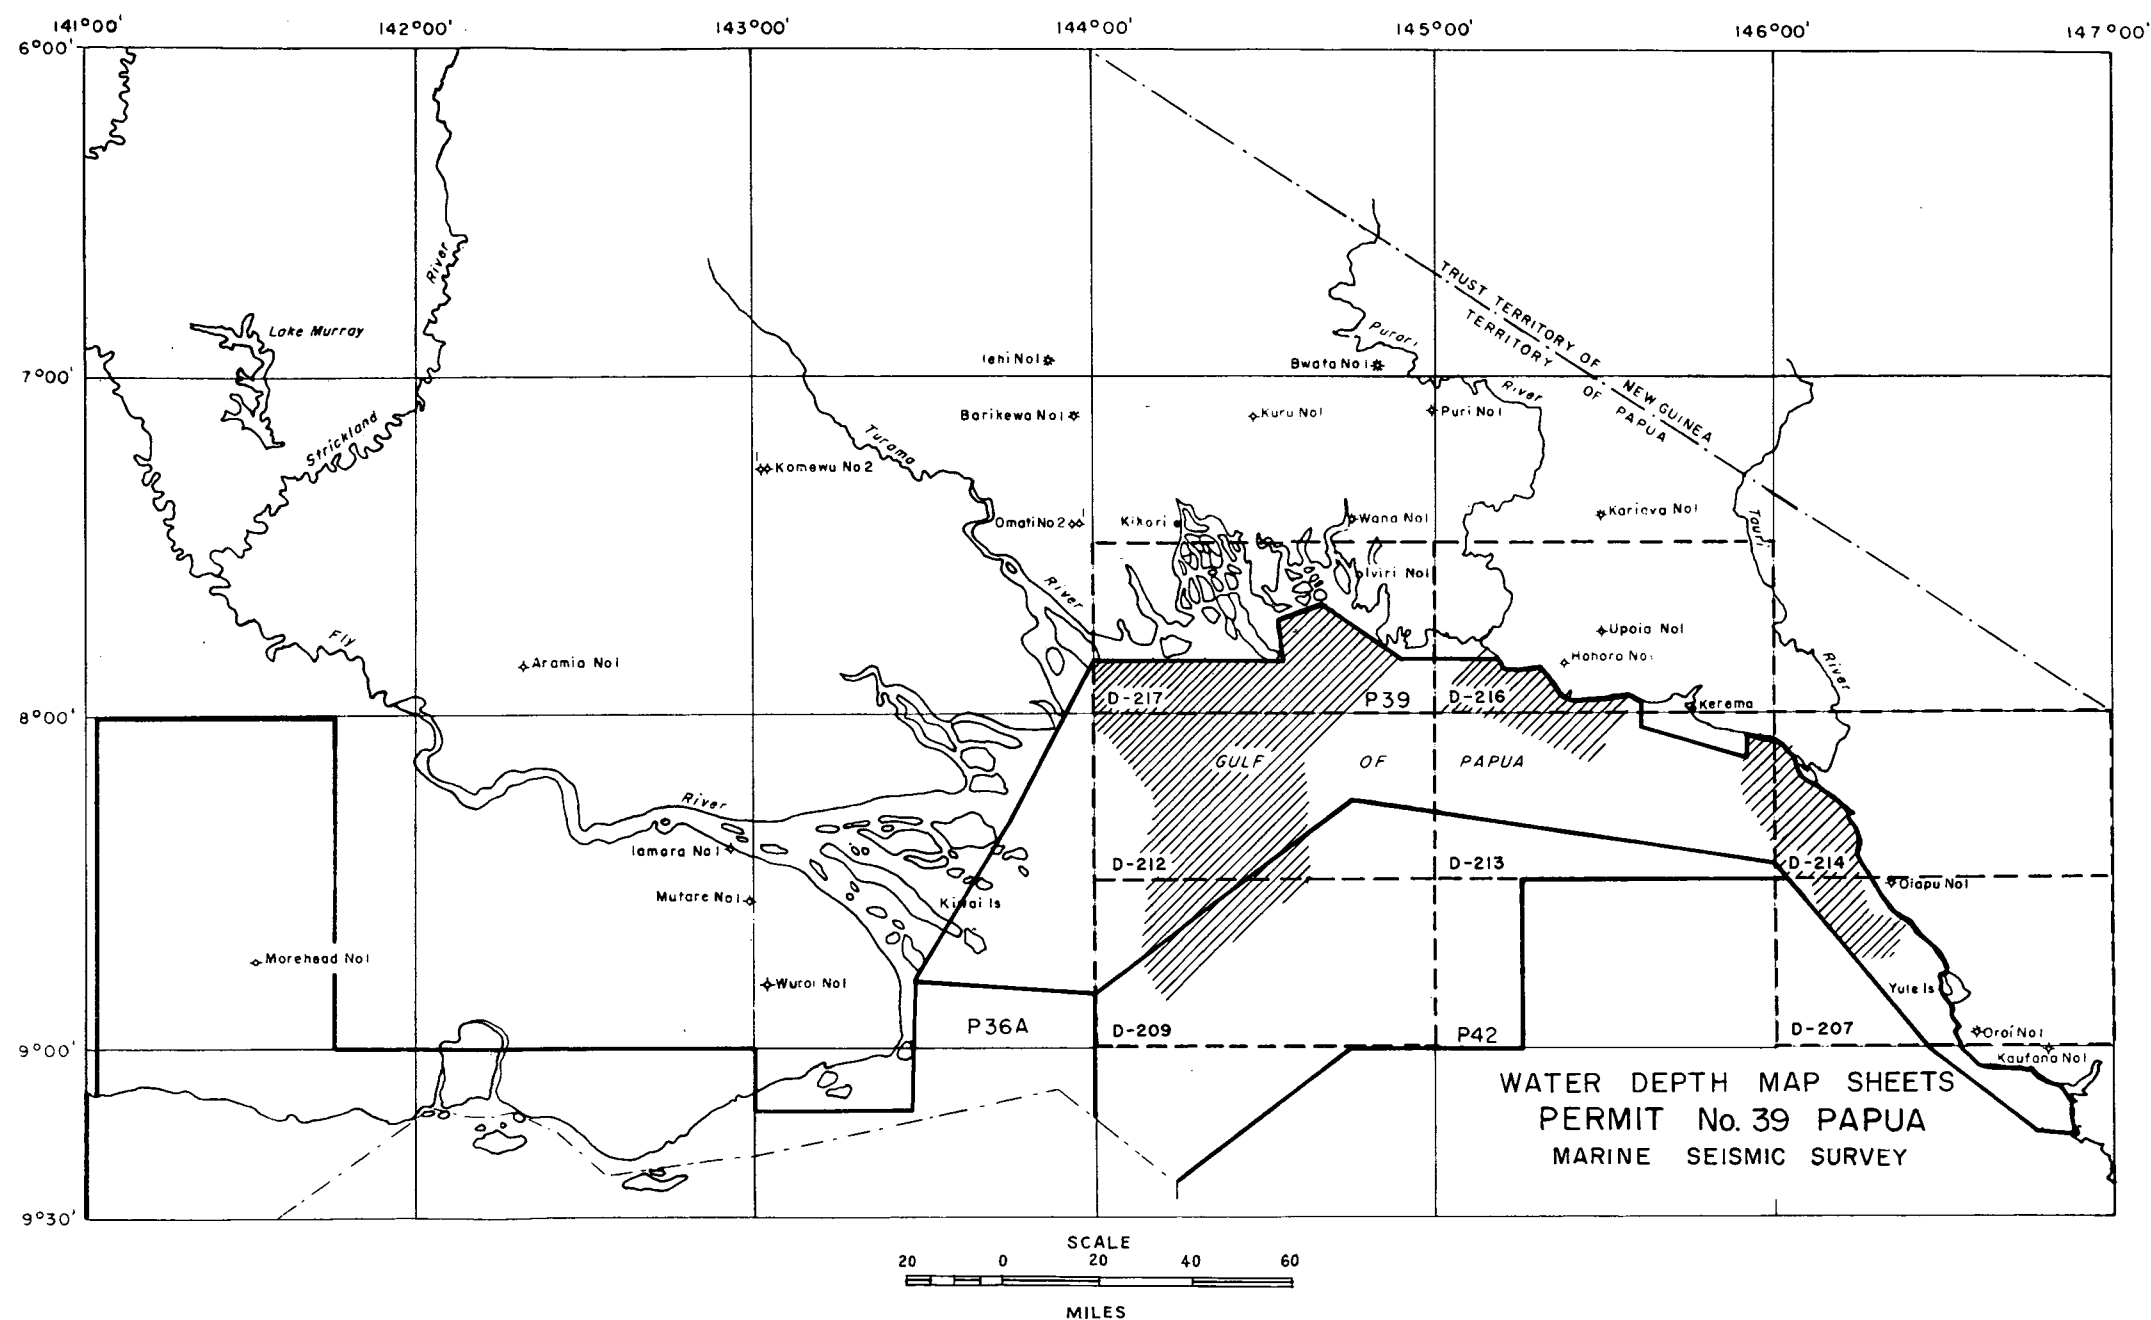 141°00'
142°00'
143°00'
144°00'
145°00'
146°00'
147°00'
6°00'
River
TRUST TERRITORY OF NEW GUINEA
TERRITORY OF PAPUA
Lake Murray
Purari
Iehi No1
Bwata No1
7°00'
River
Barikewa No1
Kuru No1
Puri No1
Strickland
Turama
1
Komewu No2
Kariava No1
Omati No2
1
Kikori
Wana No1
Tauri
Iviri No1
River
Fly
Upoia No1
Aramia No1
Hohoro No1
River
D-217
P39
D-216
Kerema
8°00'
GULF OF PAPUA
River
Iamara No1
D-212
D-213
D-214
Oiapu No1
Mutare No1
Kiwai Is
Morehead No1
Wuroi No1
Yule Is
P36A
D-209
P42
D-207
Oroi No1
9°00'
Kaufana No1
WATER DEPTH MAP SHEETS
PERMIT No. 39 PAPUA
MARINE SEISMIC SURVEY
9°30'
SCALE
20 0 20 40 60
MILES